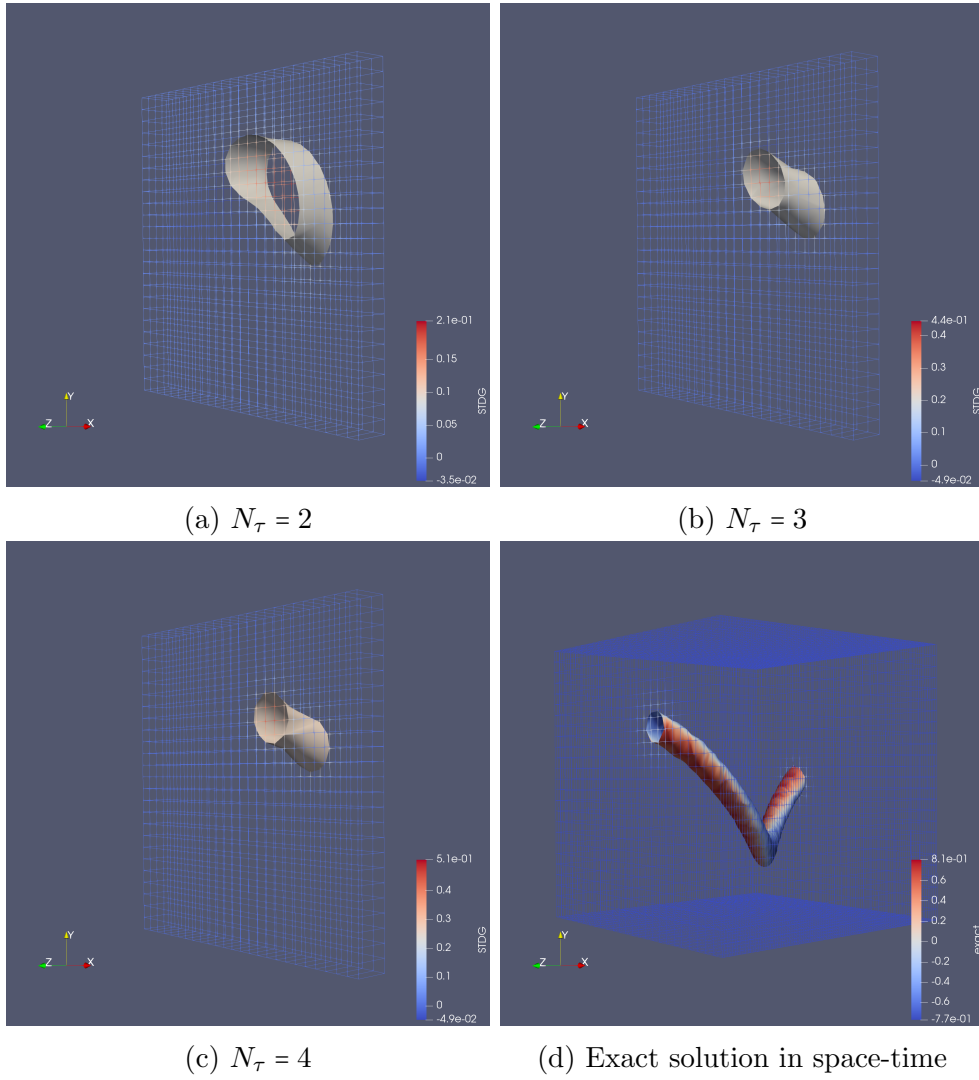 2.1e-01
0.15
0.1
0.05
0
-3.5e-02
STDG
Y
Z
X
(a) N_τ = 2
4.4e-01
0.4
0.3
0.2
0.1
0
-4.9e-02
STDG
Y
Z
X
(b) N_τ = 3
5.1e-01
0.4
0.3
0.2
0.1
0
-4.9e-02
STDG
Y
Z
X
(c) N_τ = 4
8.1e-01
0.6
0.4
0.2
0
-0.2
-0.4
-0.6
-7.7e-01
exact
Y
Z
X
(d) Exact solution in space-time